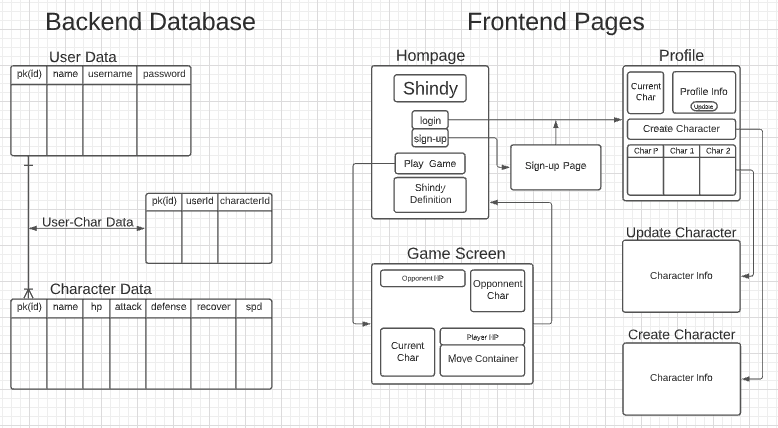 Backend Database
User Data
pk(id) name username password
User-Char Data
pk(id) userId characterId
Character Data
pk(id) name hp attack defense recover spd
Frontend Pages
Hompage
Shindy
login
sign-up
Play Game
Shindy
Definition
Sign-up Page
Profile
Current
Char
Profile Info
Update
Create Character
Char P Char 1 Char 2
Game Screen
Opponent HP
Opponnent
Char
Current
Char
Player HP
Move Container
Update Character
Character Info
Create Character
Character Info